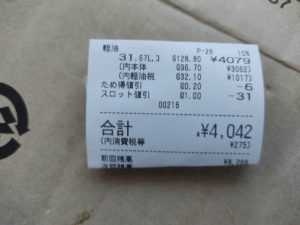 軽油 P-28 10%
31.67L,3 @128.80 ¥4079
(内本体 @96.70 ¥3062)
(内軽油税 @32.10 ¥1017)
ため得値引 @0.20 -6
スロット値引 @1.00 -31
00216
合計 ¥4,042
(内消費税等 ¥275)
前回残高 ¥8,088